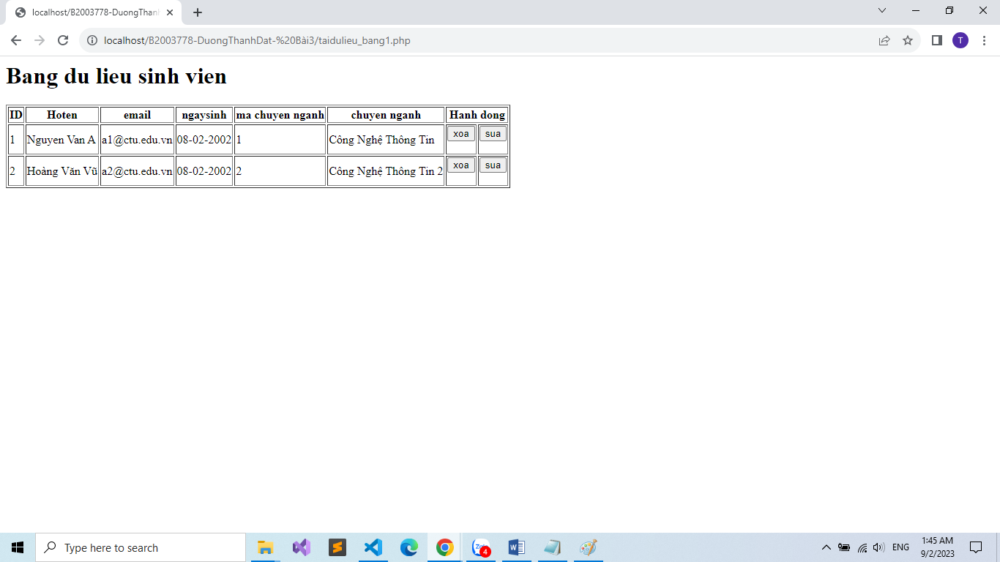 localhost/B2003778-DuongThanh
localhost/B2003778-DuongThanhDat-%20Bài3/taidulieu_bang1.php
T
Bang du lieu sinh vien
ID Hoten email ngaysinh ma chuyen nganh chuyen nganh Hanh dong
1 Nguyen Van A a1@ctu.edu.vn 08-02-2002 1 Công Nghệ Thông Tin xoa sua
2 Hoàng Văn Vũ a2@ctu.edu.vn 08-02-2002 2 Công Nghệ Thông Tin 2 xoa sua
Type here to search
Zalo
4
W
ENG
1:45 AM
9/2/2023